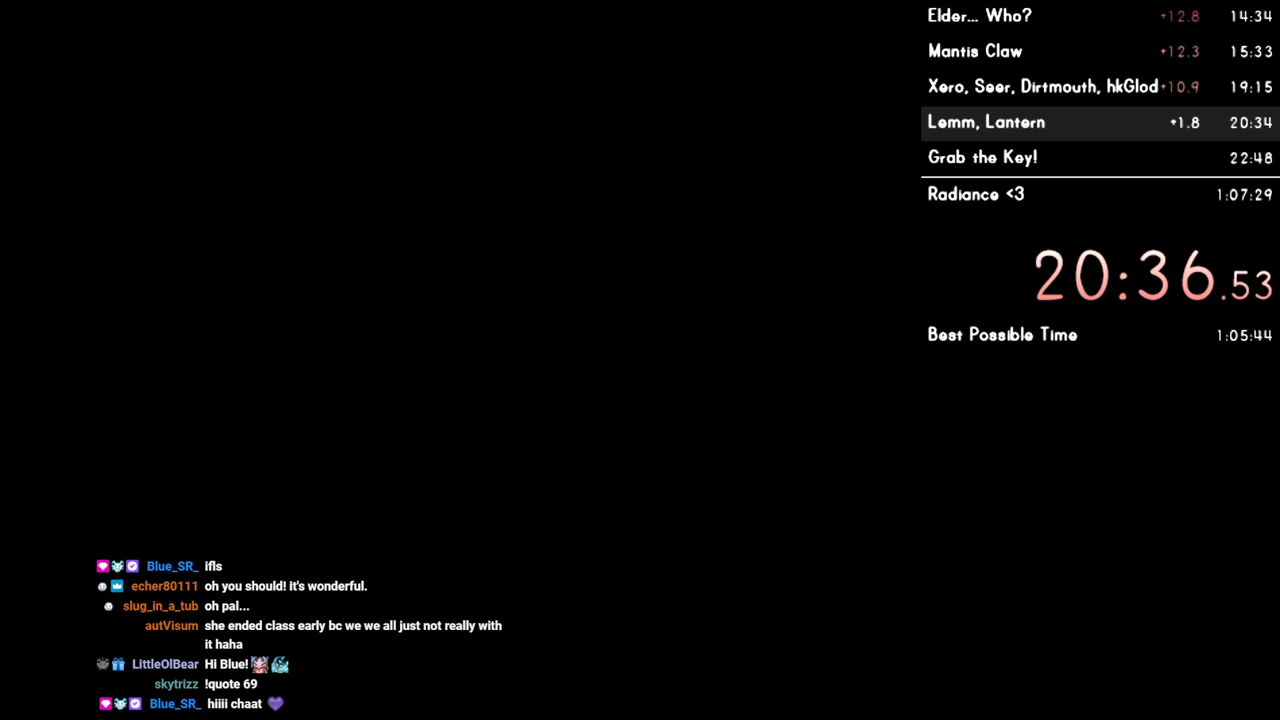 Elder... Who? +12.8 14:34
Mantis Claw +12.3 15:33
Xero, Seer, Dirtmouth, hkGlod +10.9 19:15
Lemm, Lantern +1.8 20:34
Grab the Key! 22:48
Radiance <3 1:07:29
20:36.53
Best Possible Time 1:05:44
Blue_SR_ ifls
echer80111 oh you should! it's wonderful.
slug_in_a_tub oh pal...
autVisum she ended class early bc we we all just not really with
it haha
LittleOlBear Hi Blue!
skytrizz !quote 69
Blue_SR_ hiiii chaat